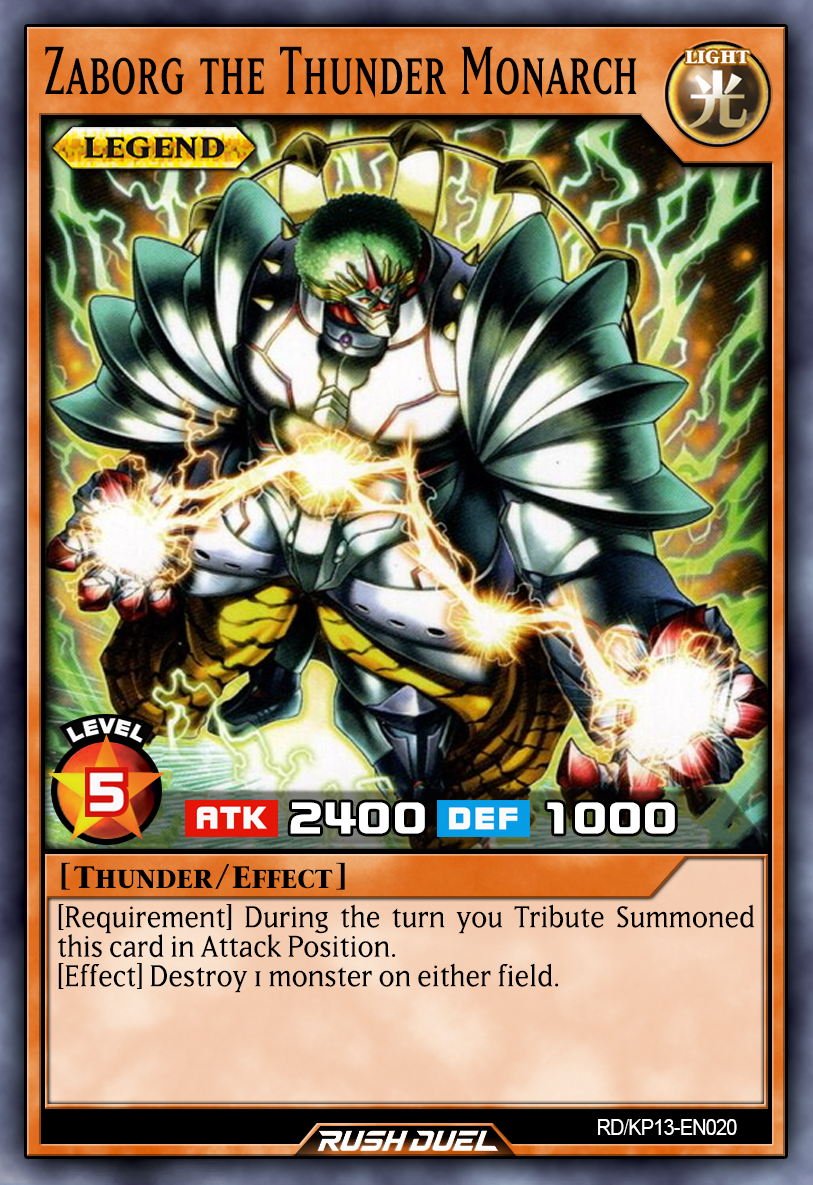 Zaborg the Thunder Monarch
LIGHT
光
LEGEND
LEVEL
5
ATK 2400 DEF 1000
[Thunder/Effect]
[Requirement] During the turn you Tribute Summoned
this card in Attack Position.
[Effect] Destroy 1 monster on either field.
RUSH DUEL
RD/KP13-EN020